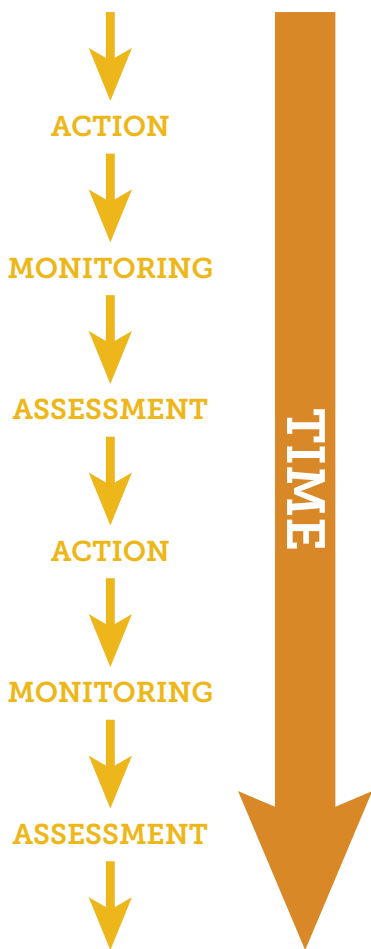 ACTION
MONITORING
ASSESSMENT
ACTION
MONITORING
ASSESSMENT
TIME